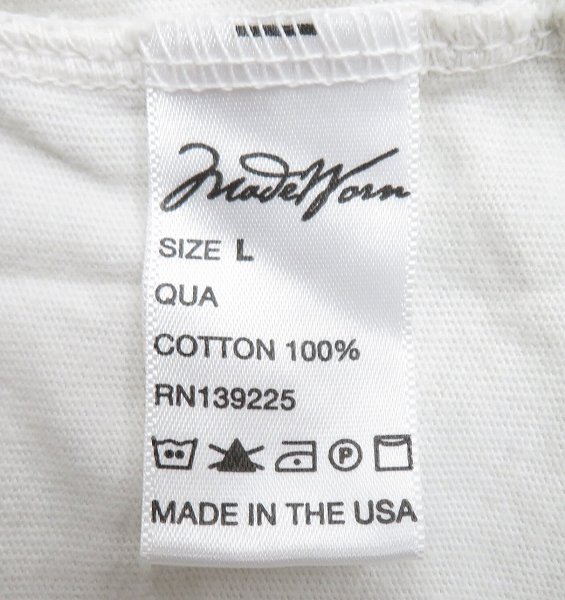 MadeWorn
SIZE L
QUA
COTTON 100%
RN139225
P
MADE IN THE USA